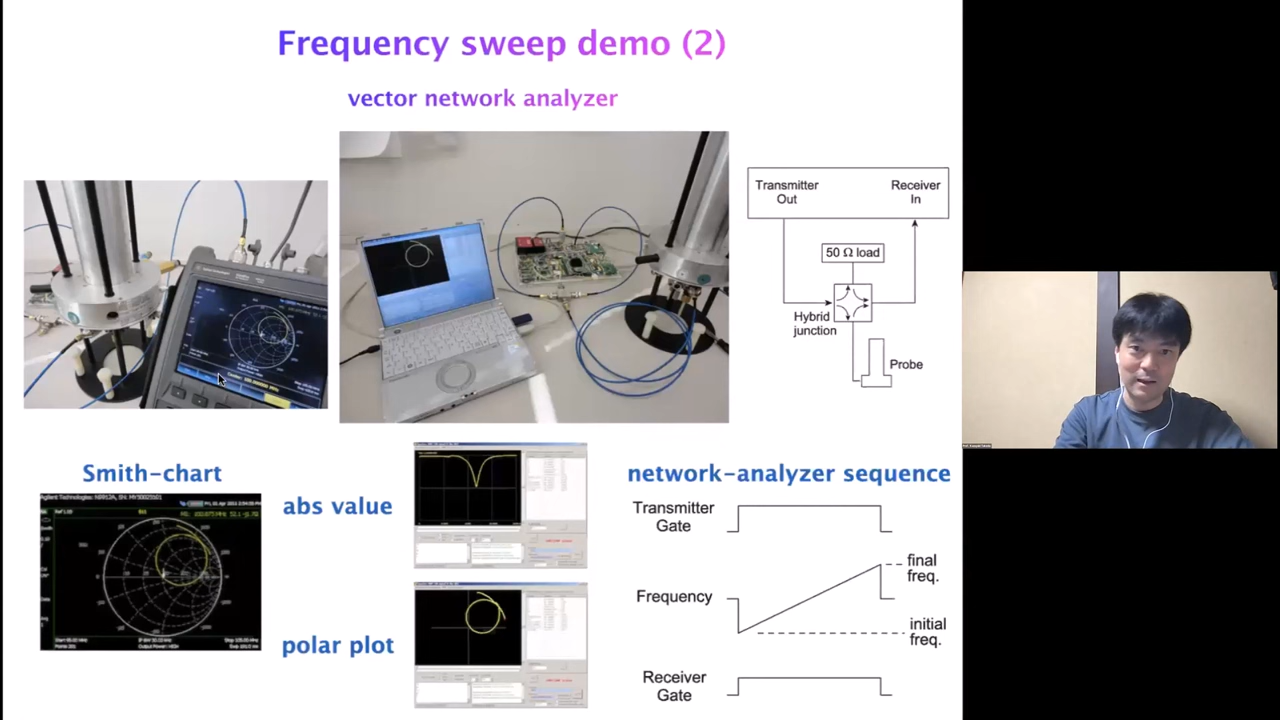 Frequency sweep demo (2)
vector network analyzer
Transmitter
Out
Receiver
In
50 Ω load
Hybrid
junction
Probe
Smith-chart
abs value
polar plot
network-analyzer sequence
Transmitter
Gate
Frequency
final
freq.
initial
freq.
Receiver
Gate